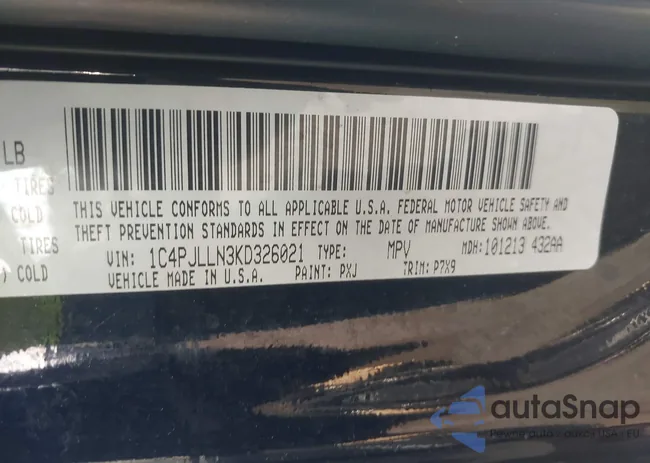 LB
TIRES
COLD
THIS VEHICLE CONFORMS TO ALL APPLICABLE U.S.A. FEDERAL MOTOR VEHICLE SAFETY AND
THEFT PREVENTION STANDARDS IN EFFECT ON THE DATE OF MANUFACTURE SHOWN ABOVE.
TIRES
) COLD
VIN: 1C4PJLLN3KD326021 TYPE: MPV MDH: 101213 432AA
VEHICLE MADE IN U.S.A. PAINT: PXJ TRIM: P7X9
autaSnap